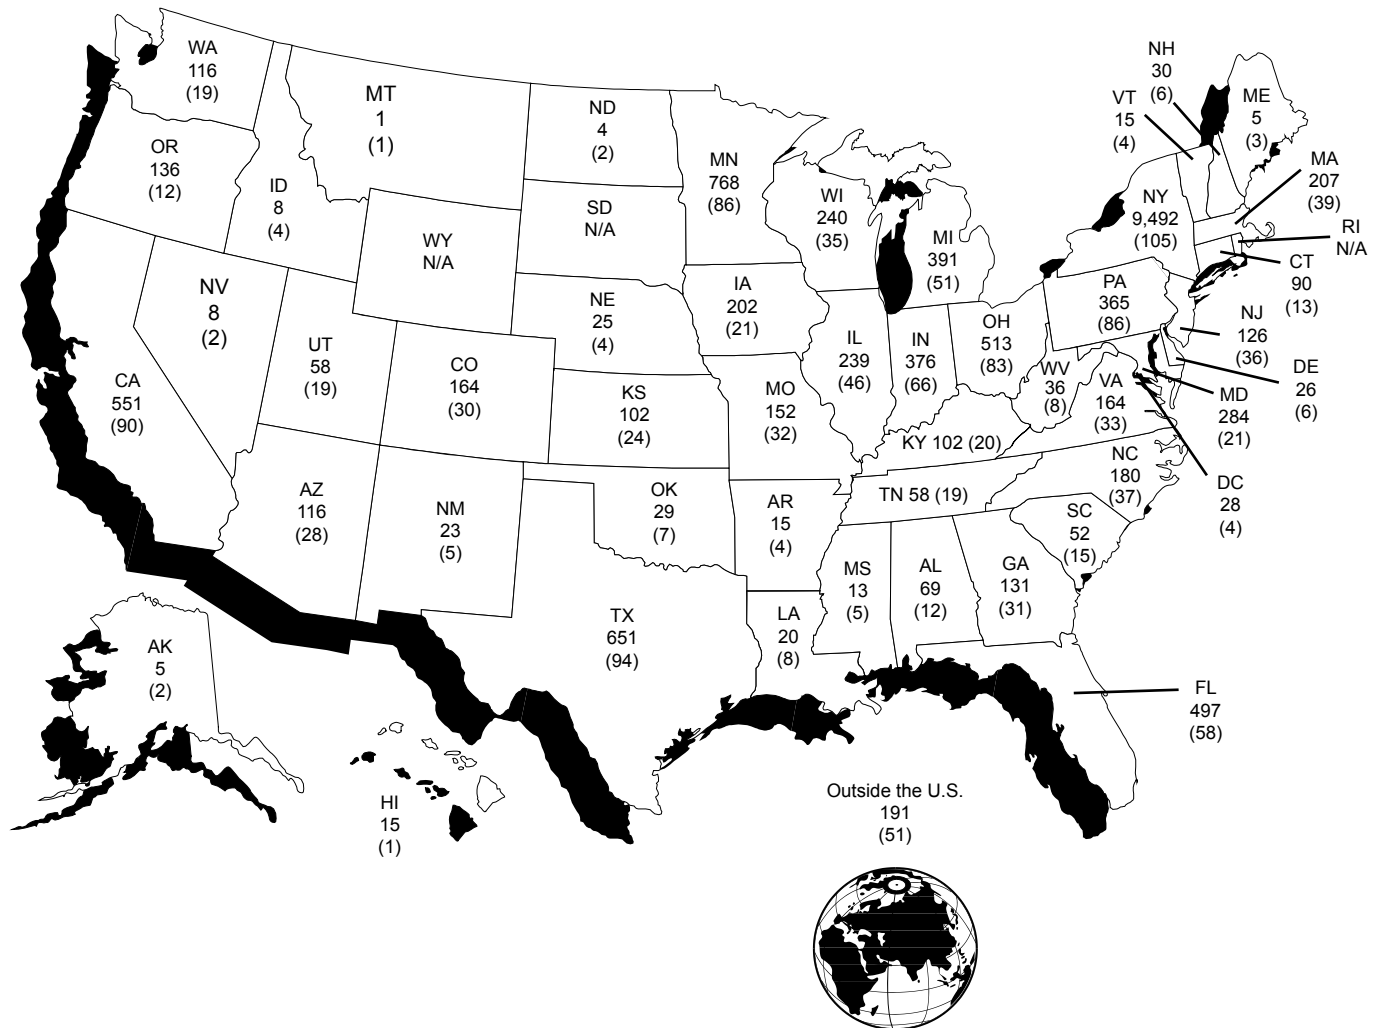 WA
116
(19)
OR
136
(12)
CA
551
(90)
NV
8
(2)
ID
8
(4)
MT
1
(1)
WY
N/A
UT
58
(19)
AZ
116
(28)
CO
164
(30)
NM
23
(5)
ND
4
(2)
SD
N/A
NE
25
(4)
KS
102
(24)
OK
29
(7)
TX
651
(94)
MN
768
(86)
IA
202
(21)
MO
152
(32)
AR
15
(4)
LA
20
(8)
WI
240
(35)
IL
239
(46)
MI
391
(51)
IN
376
(66)
OH
513
(83)
KY 102 (20)
TN 58 (19)
MS
13
(5)
AL
69
(12)
GA
131
(31)
FL
497
(58)
SC
52
(15)
NC
180
(37)
VA
164
(33)
WV
36
(8)
PA
365
(86)
NY
9,492
(105)
VT
15
(4)
NH
30
(6)
ME
5
(3)
MA
207
(39)
RI
N/A
CT
90
(13)
NJ
126
(36)
DE
26
(6)
MD
284
(21)
DC
28
(4)
AK
5
(2)
HI
15
(1)
Outside the U.S.
191
(51)